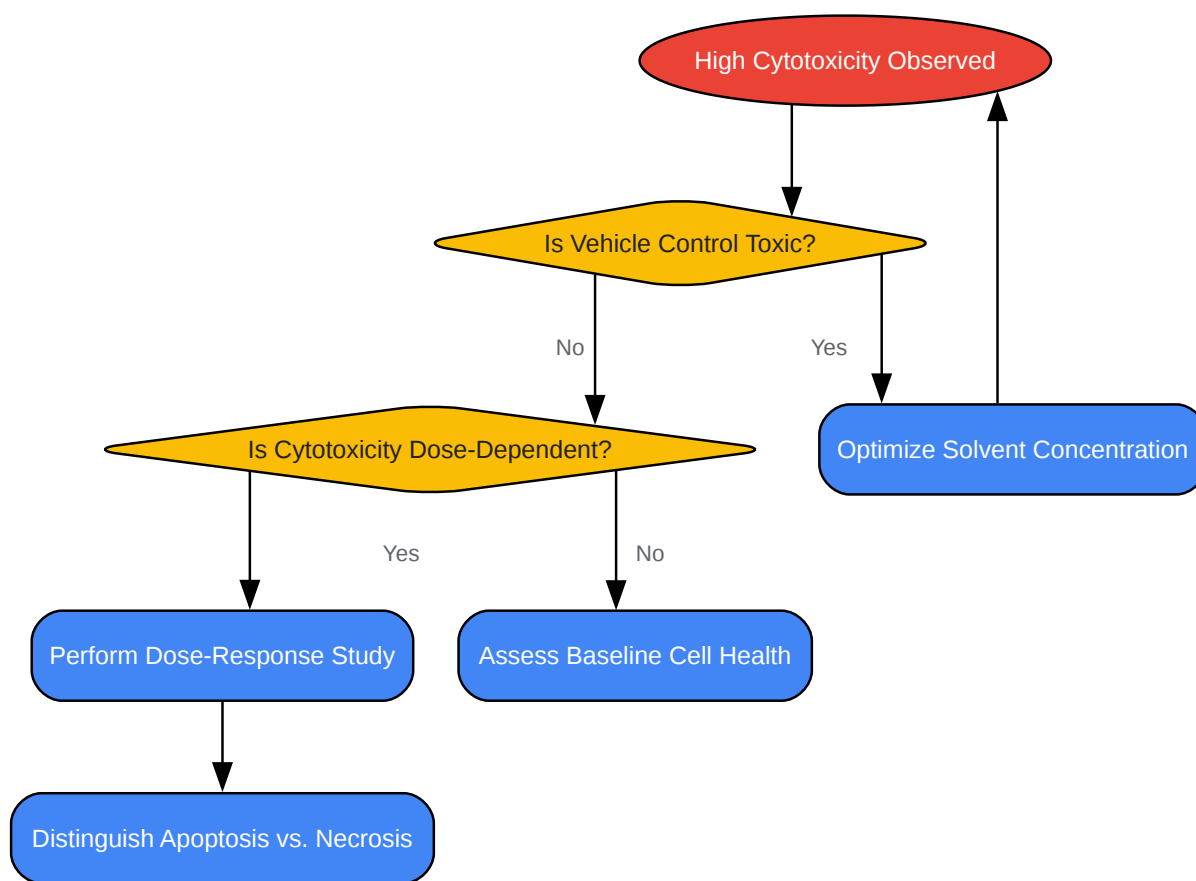 High Cytotoxicity Observed
Is Vehicle Control Toxic?
No
Yes
Is Cytotoxicity Dose-Dependent?
Optimize Solvent Concentration
Yes
No
Perform Dose-Response Study
Assess Baseline Cell Health
Distinguish Apoptosis vs. Necrosis